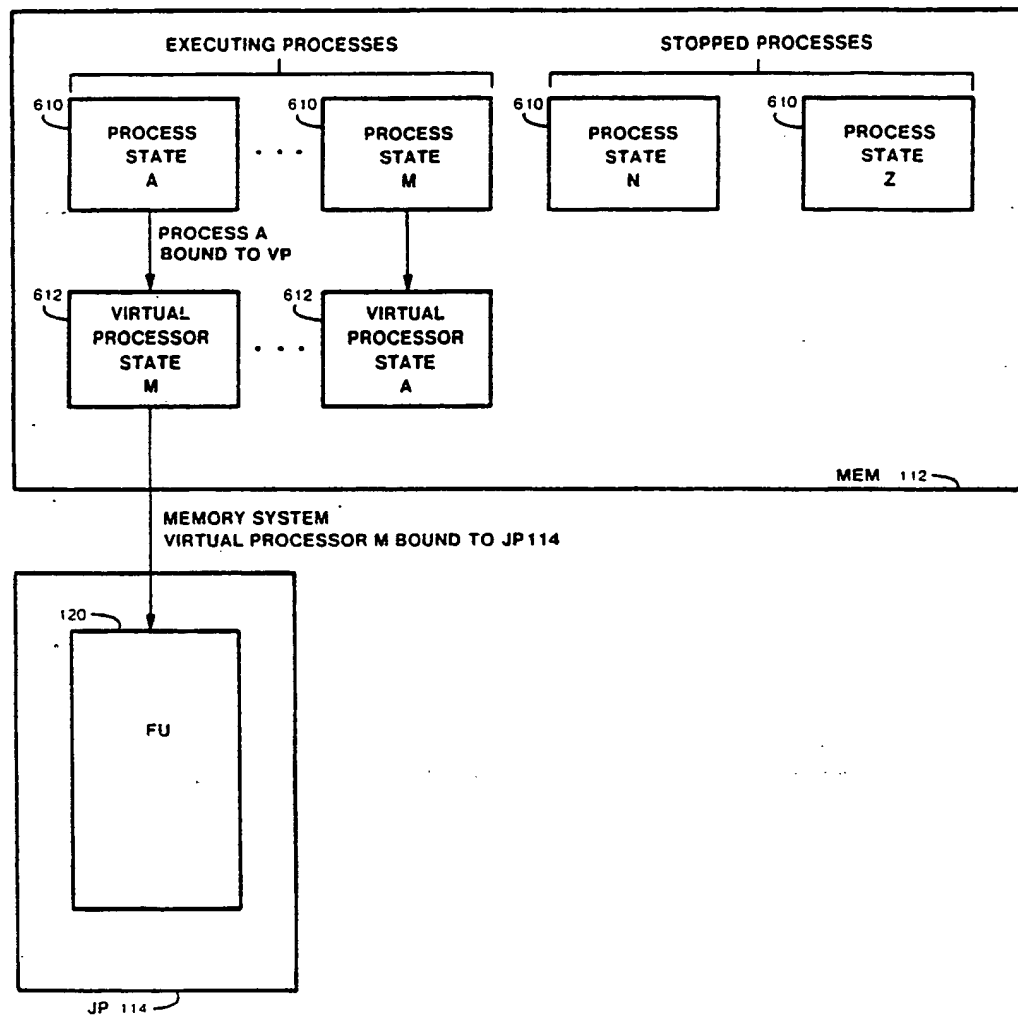 EXECUTING PROCESSES
STOPPED PROCESSES
610
PROCESS
STATE
A
. . .
610
PROCESS
STATE
M
610
PROCESS
STATE
N
610
PROCESS
STATE
Z
PROCESS A
BOUND TO VP
612
VIRTUAL
PROCESSOR
STATE
M
. . .
612
VIRTUAL
PROCESSOR
STATE
A
MEM 112
MEMORY SYSTEM
VIRTUAL PROCESSOR M BOUND TO JP114
120
FU
JP 114